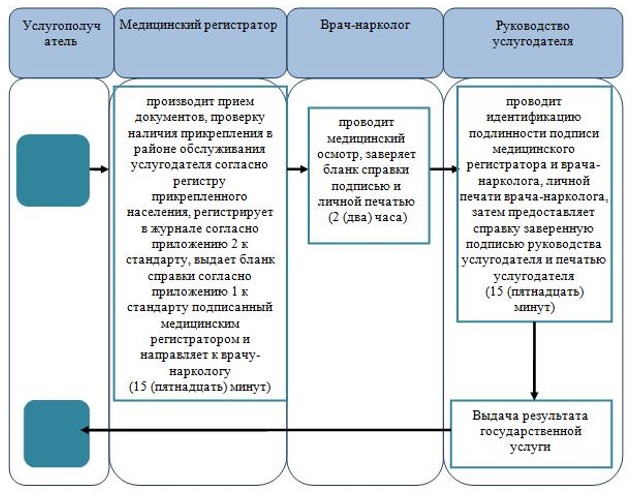 Услугополуч
атель
Медицинский регистратор
Врач-нарколог
Руководство
услугодателя
производит прием
документов, проверку
наличия прикрепления в
районе обслуживания
услугодателя согласно
регистру
прикрепленного
населения, регистрирует
в журнале согласно
приложению 2 к
стандарту, выдает бланк
справки согласно
приложению 1 к
стандарту подписанный
медицинским
регистратором и
направляет к врачу-
наркологу
(15 (пятнадцать) минут)
проводит
медицинский
осмотр, заверяет
бланк справки
подписью и
личной печатью
(2 (два) часа)
проводит
идентификацию
подлинности подписи
медицинского
регистратора и врача-
нарколога, личной
печати врача-нарколога,
затем предоставляет
справку заверенную
подписью руководства
услугодателя и печатью
услугодателя
(15 (пятнадцать)
минут)
Выдача результата
государственной
услуги